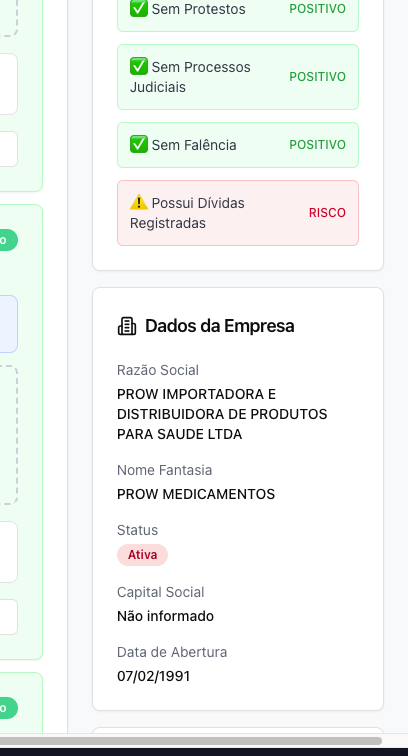 Sem Protestos POSITIVO
Sem Processos
Judiciais
POSITIVO
Sem Falência POSITIVO
Possui Dívidas
Registradas
RISCO
Dados da Empresa
Razão Social
PROW IMPORTADORA E
DISTRIBUIDORA DE PRODUTOS
PARA SAUDE LTDA
Nome Fantasia
PROW MEDICAMENTOS
Status
Ativa
Capital Social
Não informado
Data de Abertura
07/02/1991